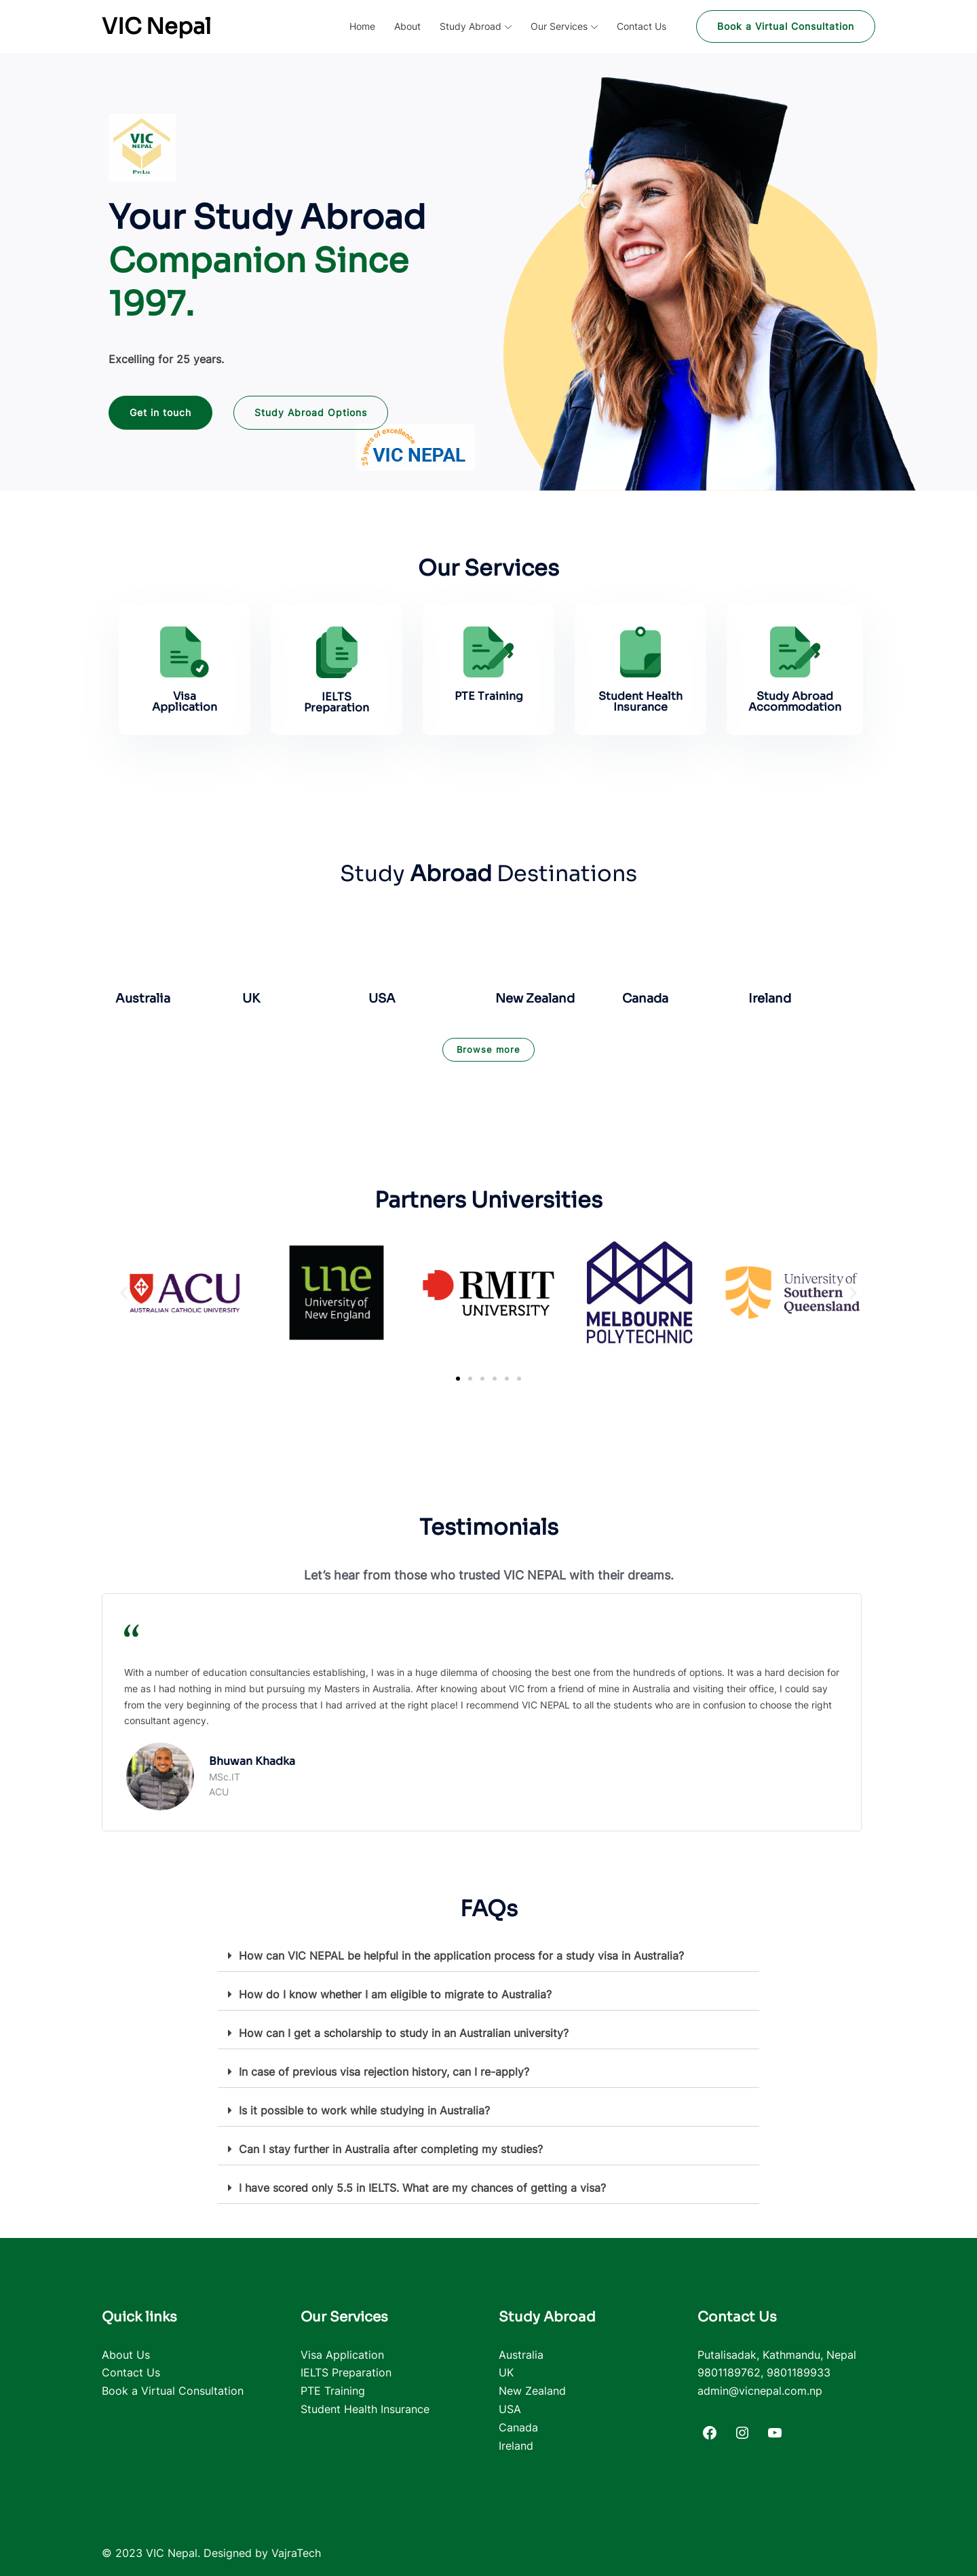 VIC Nepal
Home
About
Study Abroad
Our Services
Contact Us
Book a Virtual Consultation
VIC
NEPAL
Pvt.Ltd.
Your Study Abroad
Companion Since
1997.
Excelling for 25 years.
Get in touch
Study Abroad Options
25 years of excellence
VIC NEPAL
Our Services
Visa
Application
IELTS
Preparation
PTE Training
Student Health
Insurance
Study Abroad
Accommodation
Study Abroad Destinations
Australia
UK
USA
New Zealand
Canada
Ireland
Browse more
Partners Universities
ACU
AUSTRALIAN CATHOLIC UNIVERSITY
une
University of
New England
RMIT
UNIVERSITY
MELBOURNE
POLYTECHNIC
University of
Southern
Queensland
Testimonials
Let’s hear from those who trusted VIC NEPAL with their dreams.
“
With a number of education consultancies establishing, I was in a huge dilemma of choosing the best one from the hundreds of options. It was a hard decision for
me as I had nothing in mind but pursuing my Masters in Australia. After knowing about VIC from a friend of mine in Australia and visiting their office, I could say
from the very beginning of the process that I had arrived at the right place! I recommend VIC NEPAL to all the students who are in confusion to choose the right
consultant agency.
Bhuwan Khadka
MSc.IT
ACU
FAQs
How can VIC NEPAL be helpful in the application process for a study visa in Australia?
How do I know whether I am eligible to migrate to Australia?
How can I get a scholarship to study in an Australian university?
In case of previous visa rejection history, can I re-apply?
Is it possible to work while studying in Australia?
Can I stay further in Australia after completing my studies?
I have scored only 5.5 in IELTS. What are my chances of getting a visa?
Quick links
About Us
Contact Us
Book a Virtual Consultation
Our Services
Visa Application
IELTS Preparation
PTE Training
Student Health Insurance
Study Abroad
Australia
UK
New Zealand
USA
Canada
Ireland
Contact Us
Putalisadak, Kathmandu, Nepal
9801189762, 9801189933
admin@vicnepal.com.np
© 2023 VIC Nepal. Designed by VajraTech